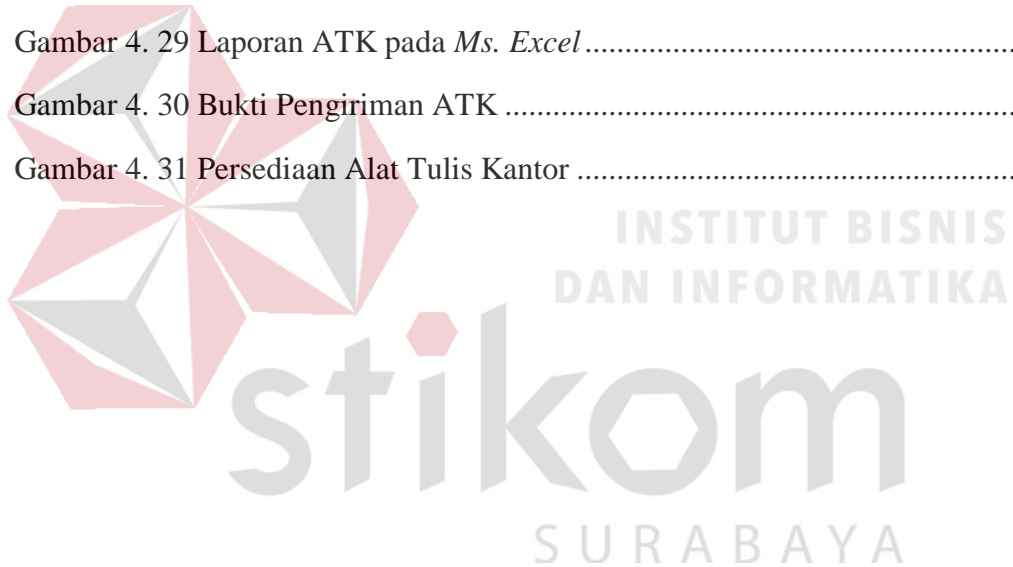 Gambar 4. 29 Laporan ATK pada Ms. Excel ........................................................................
Gambar 4. 30 Bukti Pengiriman ATK .....................................................................................
Gambar 4. 31 Persediaan Alat Tulis Kantor .........................................................................
INSTITUT BISNIS
DAN INFORMATIKA
stikom
SURABAYA